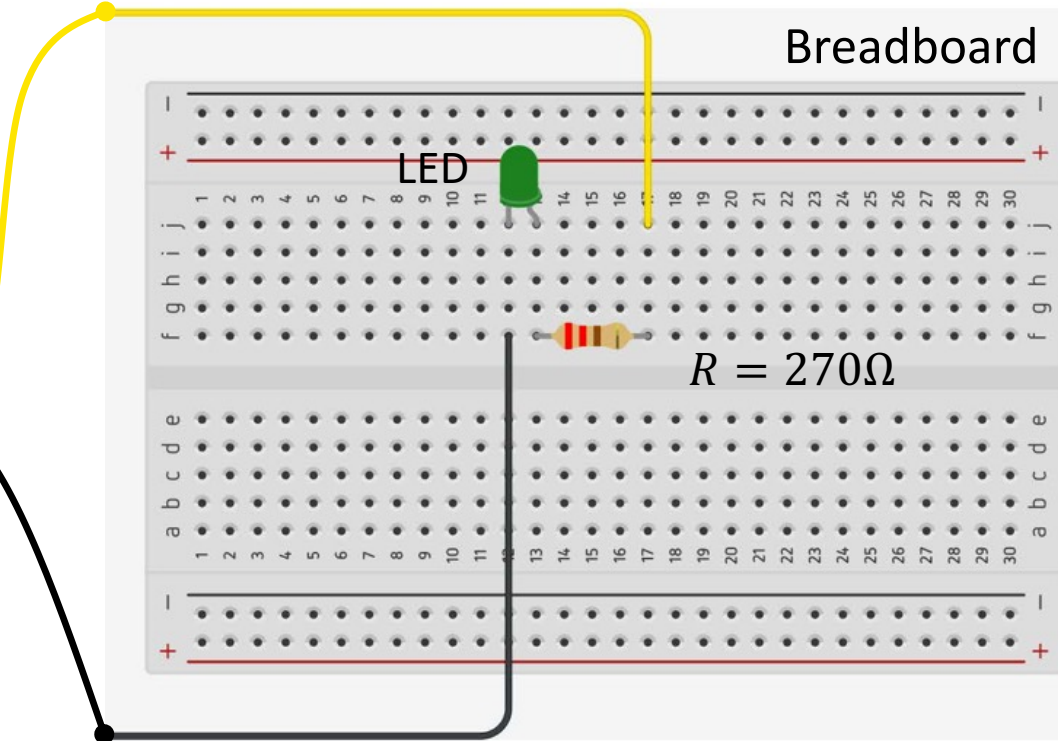 Breadboard
− −
+ +
LED
1 2 3 4 5 6 7 8 9 10 11 14 15 16 18 19 20 21 22 23 24 25 26 27 28 29 30
j j
i i
h h
g g
f f
R = 270Ω
e e
d d
c c
b b
a a
1 2 3 4 5 6 7 8 9 10 11 13 14 15 16 17 18 19 20 21 22 23 24 25 26 27 28 29 30
− −
+ +